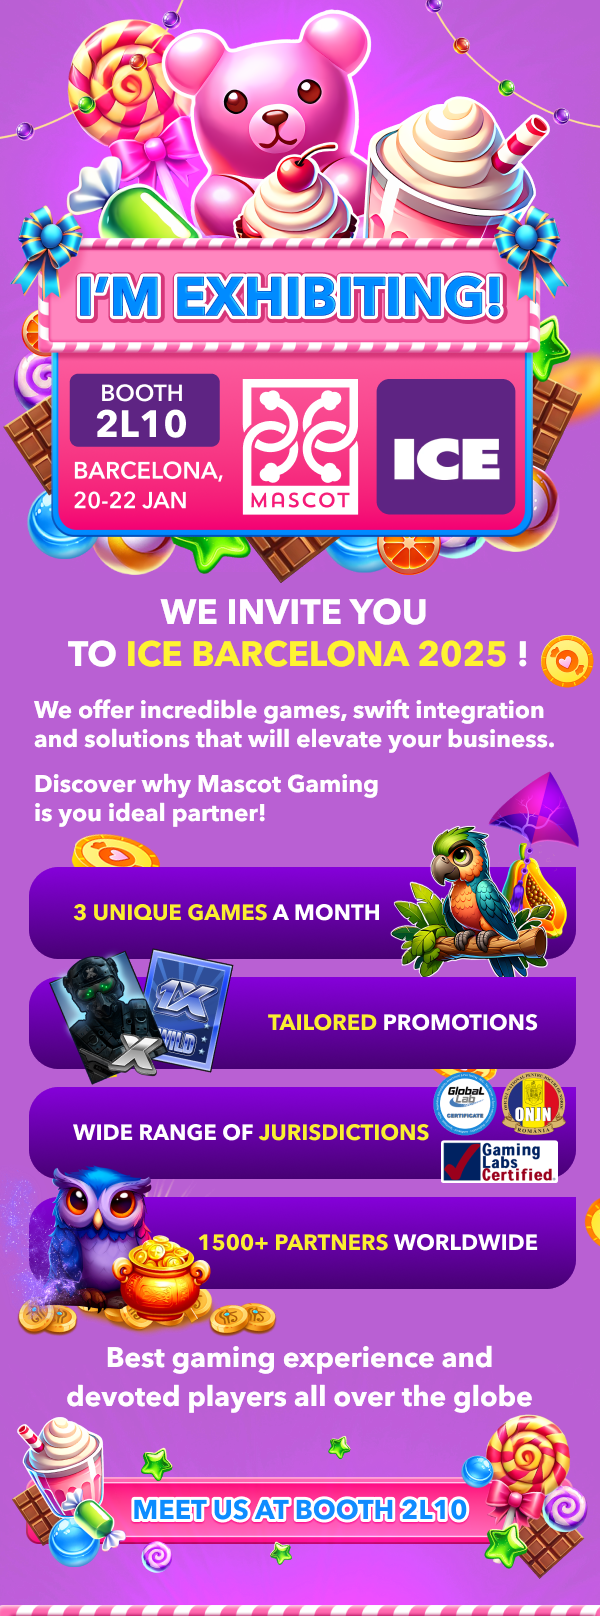 I'M EXHIBITING!
BOOTH
2L10
BARCELONA,
20-22 JAN
MASCOT
ICE
WE INVITE YOU
TO ICE BARCELONA 2025 !
We offer incredible games, swift integration
and solutions that will elevate your business.
Discover why Mascot Gaming
is you ideal partner!
3 UNIQUE GAMES A MONTH
1X
WILD
X
TAILORED PROMOTIONS
WIDE RANGE OF JURISDICTIONS
Global
Lab
CERTIFICATE
ONJN
ROMÂNIA
Gaming
Labs
Certified
1500+ PARTNERS WORLDWIDE
Best gaming experience and
devoted players all over the globe
MEET US AT BOOTH 2L10